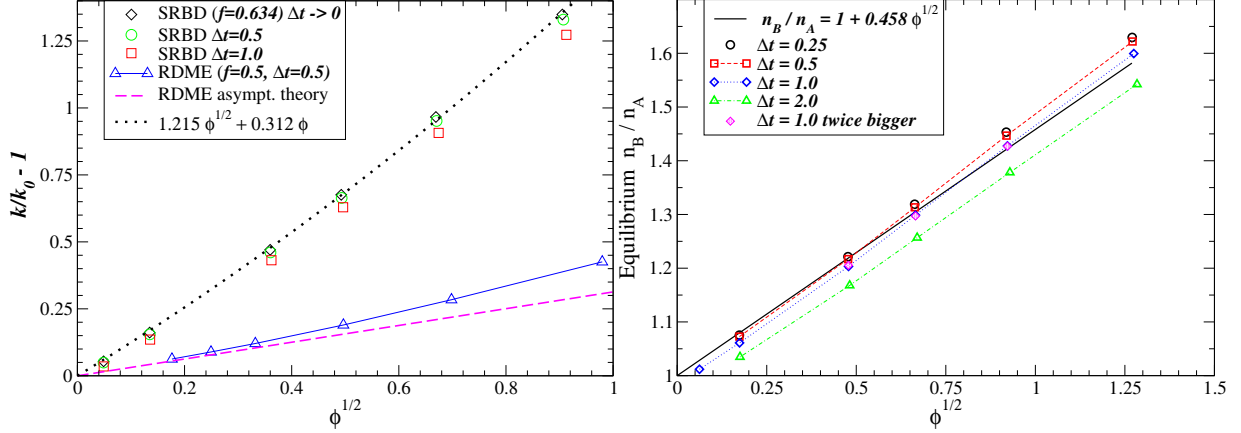 SRBD (f=0.634) Δt -> 0
SRBD Δt=0.5
SRBD Δt=1.0
RDME (f=0.5, Δt=0.5)
RDME asympt. theory
1.215 ϕ^1/2 + 0.312 ϕ
k/k_0 - 1
1.25
1
0.75
0.5
0.25
0
0 0.2 0.4 0.6 0.8 1
ϕ^1/2
n_B / n_A = 1 + 0.458 ϕ^1/2
Δt = 0.25
Δt = 0.5
Δt = 1.0
Δt = 2.0
Δt = 1.0 twice bigger
Equilibrium n_B / n_A
1.6
1.5
1.4
1.3
1.2
1.1
1
0 0.25 0.5 0.75 1 1.25 1.5
ϕ^1/2